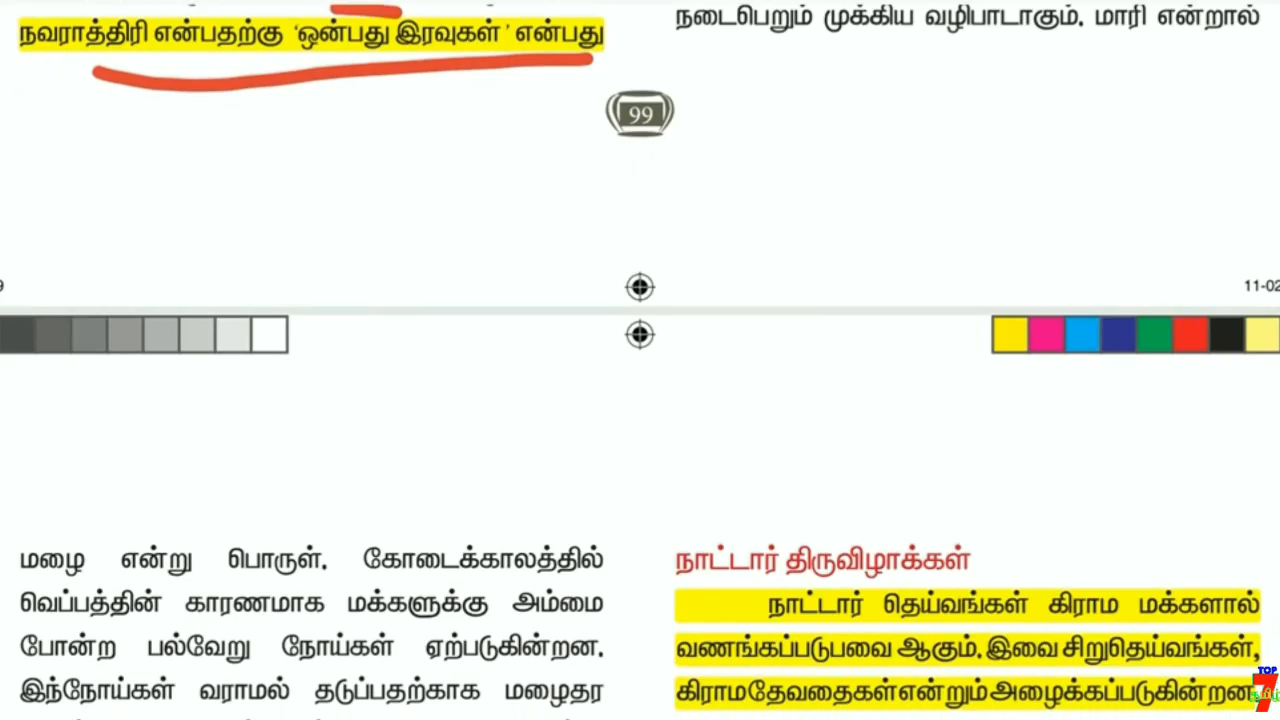 நவராத்திரி என்பதற்கு 'ஒன்பது இரவுகள்' என்பது
நடைபெறும் முக்கிய வழிபாடாகும். மாரி என்றால்
99
9
11-02
மழை என்று பொருள். கோடைக்காலத்தில்
வெப்பத்தின் காரணமாக மக்களுக்கு அம்மை
போன்ற பல்வேறு நோய்கள் ஏற்படுகின்றன.
இந்நோய்கள் வராமல் தடுப்பதற்காக மழைதர
நாட்டார் திருவிழாக்கள்
நாட்டார் தெய்வங்கள் கிராம மக்களால்
வணங்கப்படுபவை ஆகும். இவை சிறுதெய்வங்கள்,
கிராமதேவதைகள் என்றும் அழைக்கப்படுகின்றன.
TOP
7
தமிழ்